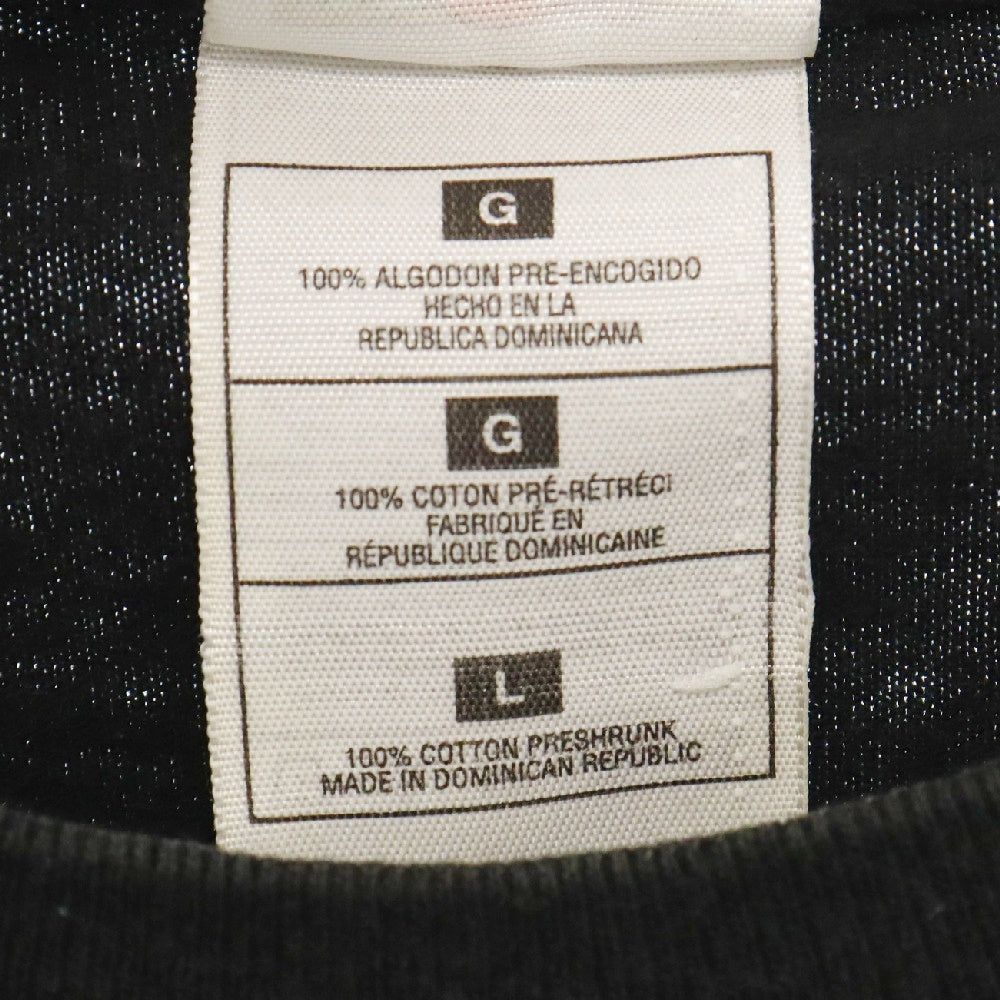 G
100% ALGODON PRE-ENCOGIDO
HECHO EN LA
REPUBLICA DOMINICANA
G
100% COTON PRÉ-RÉTRÉCI
FABRIQUÉ EN
RÉPUBLIQUE DOMINICAINE
L
100% COTTON PRESHRUNK
MADE IN DOMINICAN REPUBLIC